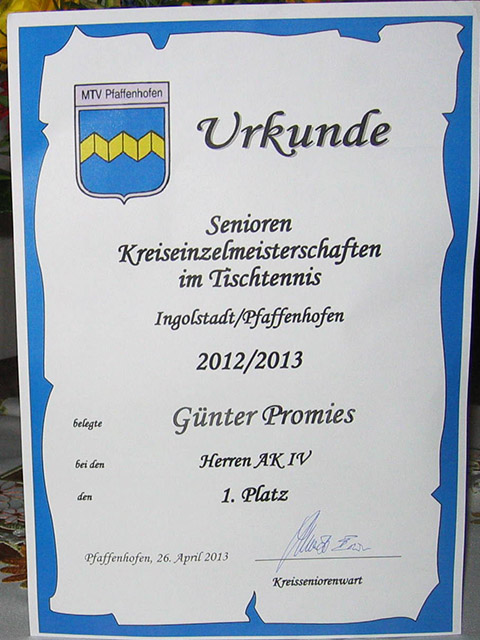 MTV Pfaffenhofen
Urkunde
Senioren
Kreiseinzelmeisterschaften
im Tischtennis
Ingolstadt/Pfaffenhofen
2012/2013
belegte Günter Promies
bei den Herren AK IV
den 1. Platz
Pfaffenhofen, 26. April 2013
Kreisseniorenwart